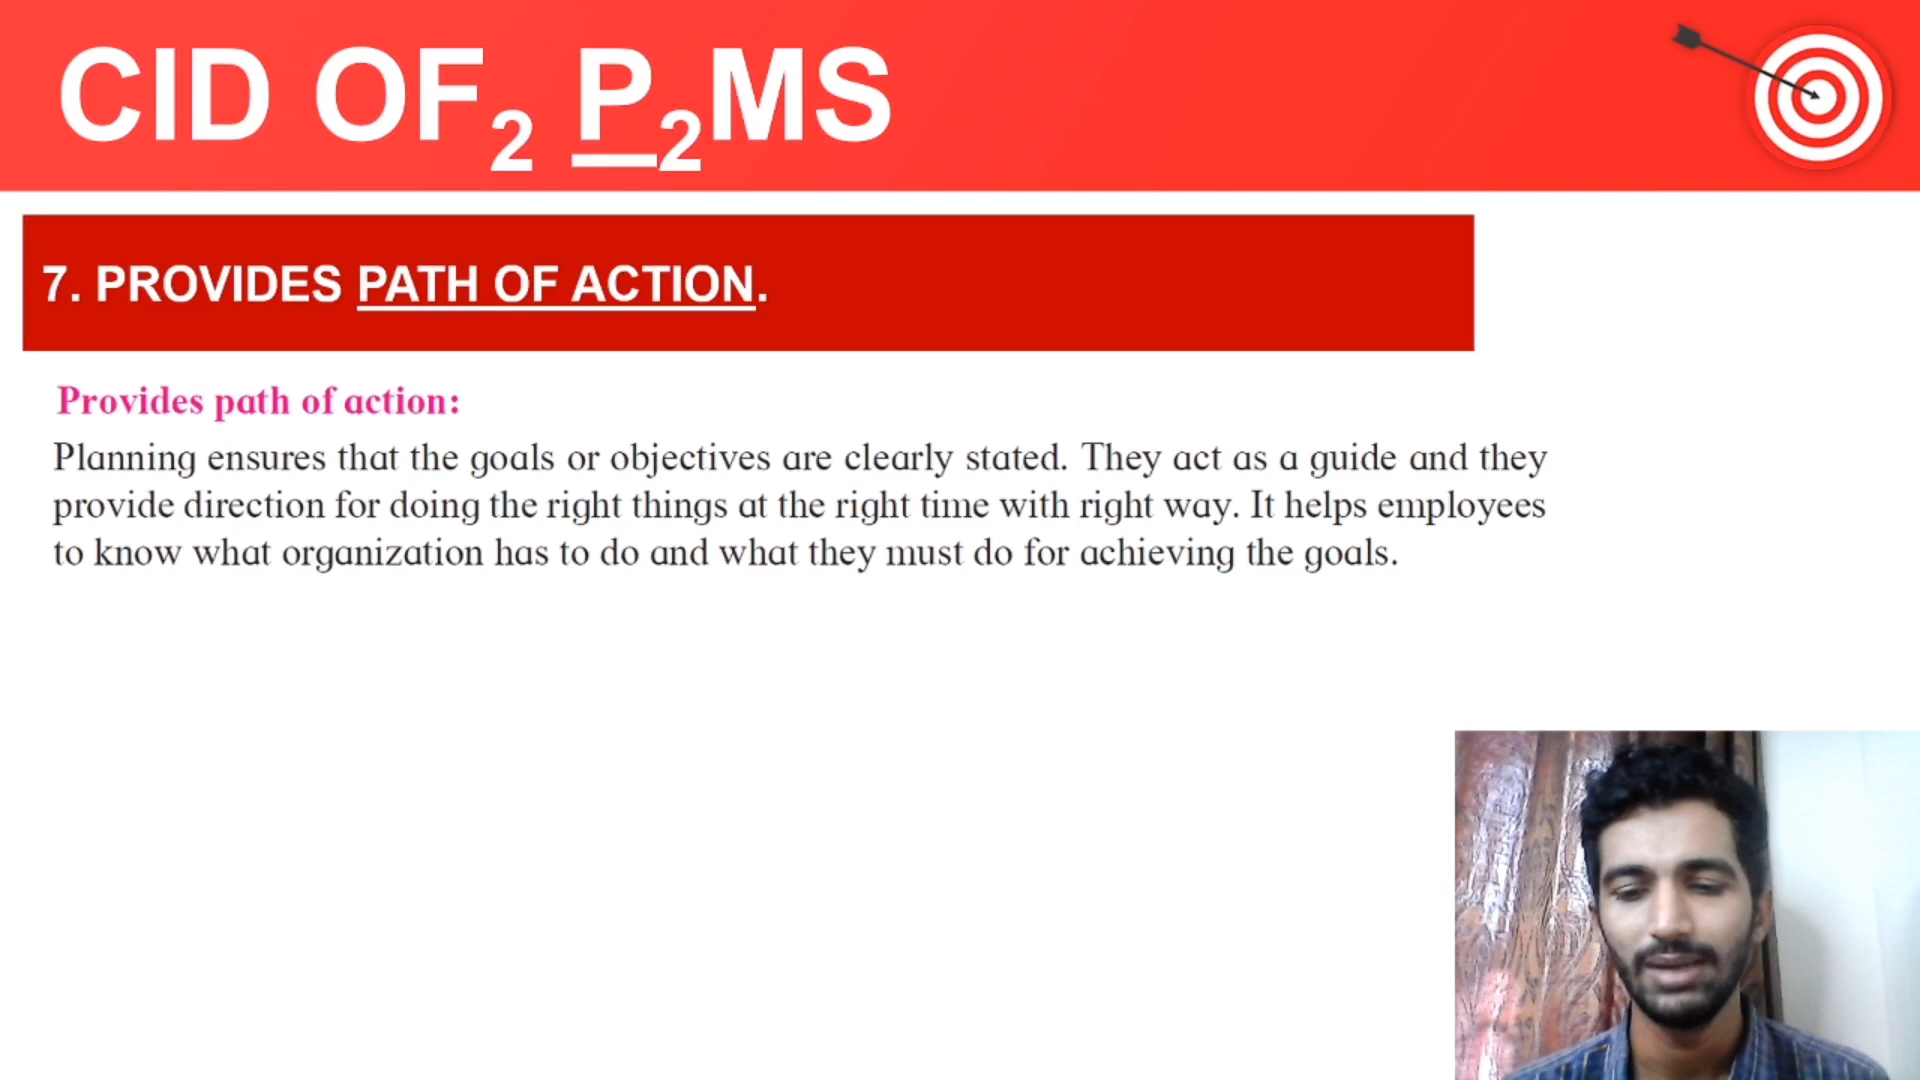 CID OF₂ P₂MS
7. PROVIDES PATH OF ACTION.
Provides path of action:
Planning ensures that the goals or objectives are clearly stated. They act as a guide and they
provide direction for doing the right things at the right time with right way. It helps employees
to know what organization has to do and what they must do for achieving the goals.